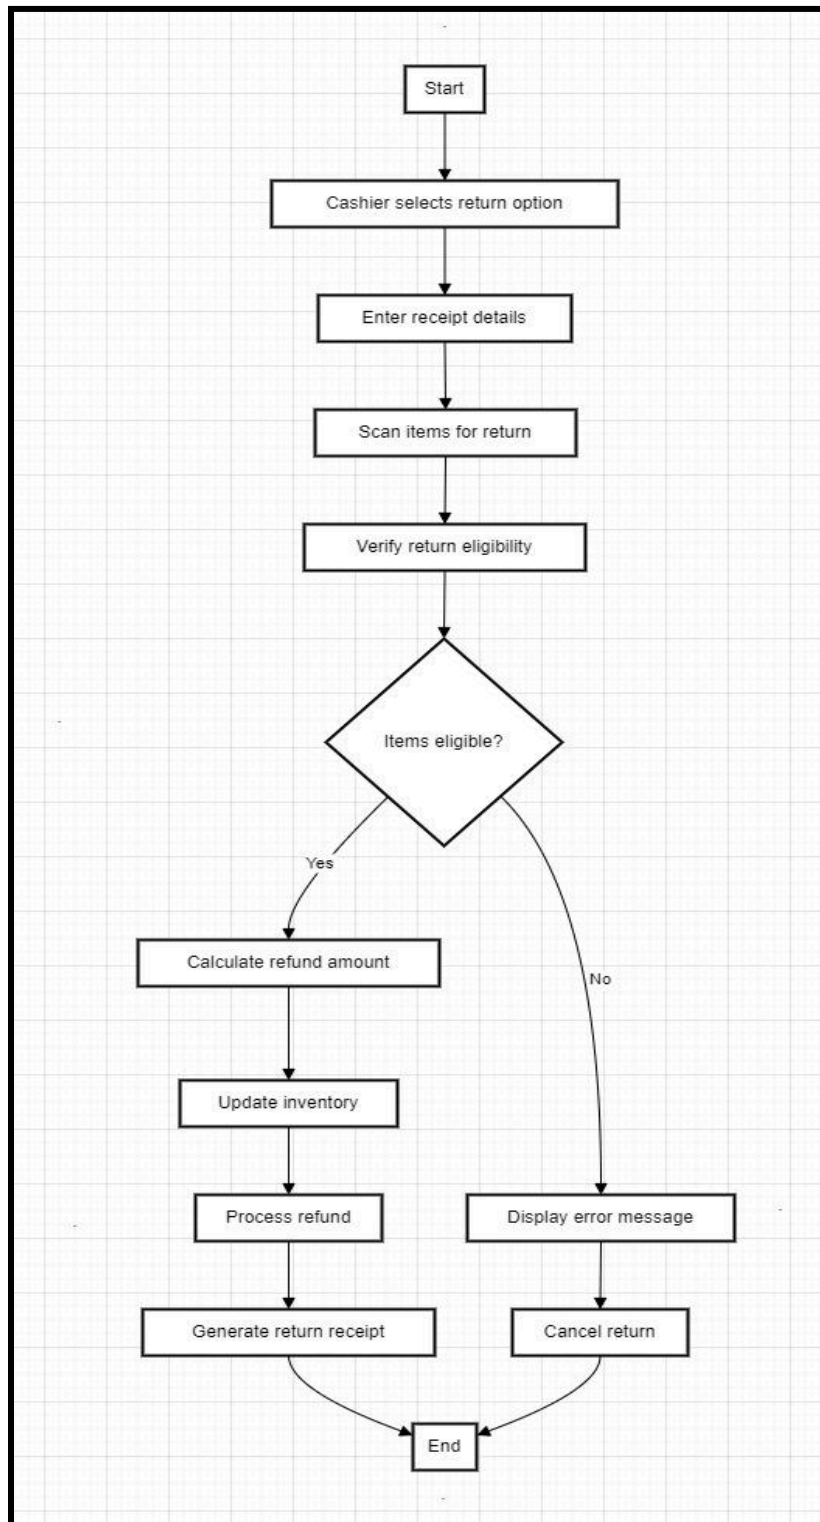 Start
Cashier selects return option
Enter receipt details
Scan items for return
Verify return eligibility
Items eligible?
Yes
Calculate refund amount
No
Update inventory
Process refund
Display error message
Generate return receipt
Cancel return
End